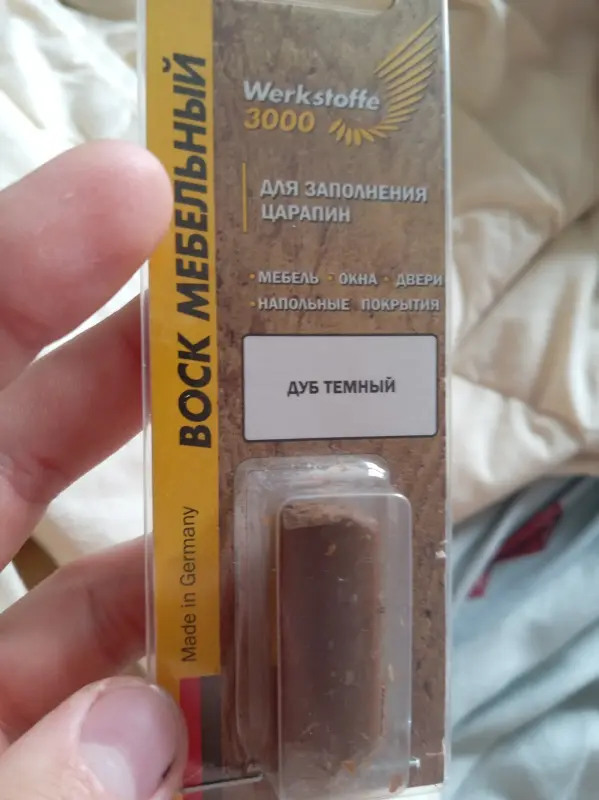 Werkstoffe
3000
ВОСК МЕБЕЛЬНЫЙ
ДЛЯ ЗАПОЛНЕНИЯ
ЦАРАПИН
• МЕБЕЛЬ • ОКНА • ДВЕРИ
• НАПОЛЬНЫЕ ПОКРЫТИЯ
ДУБ ТЕМНЫЙ
Made in Germany